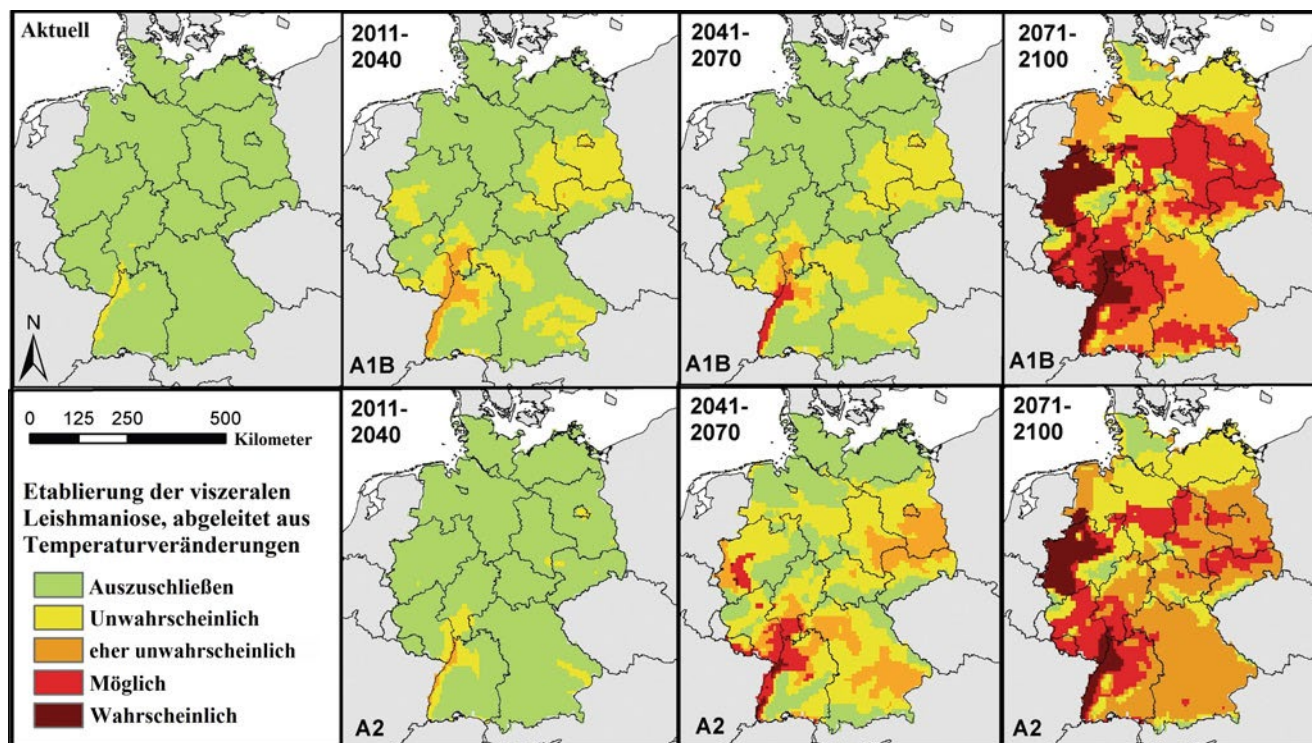 Aktuell
2011-
2040
A1B
2041-
2070
A1B
2071-
2100
A1B
N
0 125 250 500
Kilometer
Etablierung der viszeralen
Leishmaniose, abgeleitet aus
Temperaturveränderungen
Auszuschließen
Unwahrscheinlich
eher unwahrscheinlich
Möglich
Wahrscheinlich
2011-
2040
A2
2041-
2070
A2
2071-
2100
A2